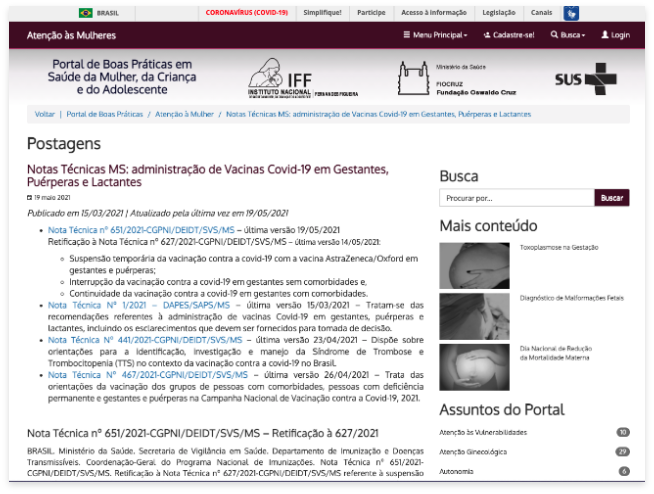 BRASIL
CORONAVÍRUS (COVID-19)
Simplifique!
Participe
Acesso à informação
Legislação
Canais
Atenção às Mulheres
Menu Principal
Cadastre-se!
Busca
Login
Portal de Boas Práticas em
Saúde da Mulher, da Criança
e do Adolescente
IFF
INSTITUTO NACIONAL
FERNANDES FIGUEIRA
Ministério da Saúde
FIOCRUZ
Fundação Oswaldo Cruz
SUS
Voltar | Portal de Boas Práticas / Atenção à Mulher / Notas Técnicas MS: administração de Vacinas Covid-19 em Gestantes, Puérperas e Lactantes
Postagens
Notas Técnicas MS: administração de Vacinas Covid-19 em Gestantes,
Puérperas e Lactantes
19 maio 2021
Publicado em 15/03/2021 | Atualizado pela última vez em 19/05/2021
Nota Técnica nº 651/2021-CGPNI/DEIDT/SVS/MS – última versão 19/05/2021
Retificação à Nota Técnica nº 627/2021-CGPNI/DEIDT/SVS/MS – última versão 14/05/2021:
Suspensão temporária da vacinação contra a covid-19 com a vacina AstraZeneca/Oxford em
gestantes e puérperas;
Interrupção da vacinação contra a covid-19 em gestantes sem comorbidades e,
Continuidade da vacinação contra a covid-19 em gestantes com comorbidades.
Nota Técnica Nº 1/2021 – DAPES/SAPS/MS – última versão 15/03/2021 – Tratam-se das
recomendações referentes à administração de vacinas Covid-19 em gestantes, puérperas e
lactantes, incluindo os esclarecimentos que devem ser fornecidos para tomada de decisão.
Nota Técnica Nº 441/2021-CGPNI/DEIDT/SVS/MS – última versão 23/04/2021 – Dispõe sobre
orientações para a identificação, investigação e manejo da Síndrome de Trombose e
Trombocitopenia (TTS) no contexto da vacinação contra a covid-19 no Brasil.
Nota Técnica Nº 467/2021-CGPNI/DEIDT/SVS/MS – última versão 26/04/2021 – Trata das
orientações da vacinação dos grupos de pessoas com comorbidades, pessoas com deficiência
permanente e gestantes e puérperas na Campanha Nacional de Vacinação contra a Covid-19, 2021.
Nota Técnica nº 651/2021-CGPNI/DEIDT/SVS/MS – Retificação à 627/2021
BRASIL. Ministério da Saúde. Secretaria de Vigilância em Saúde. Departamento de Imunização e Doenças
Transmissíveis. Coordenação-Geral do Programa Nacional de Imunizações. Nota Técnica nº 651/2021-
CGPNI/DEIDT/SVS/MS. Retificação à Nota Técnica nº 627/2021-CGPNI/DEIDT/SVS/MS referente à suspensão
Busca
Procurar por...
Buscar
Mais conteúdo
Toxoplasmose na Gestação
Diagnóstico de Malformações Fetais
Dia Nacional de Redução
da Mortalidade Materna
Assuntos do Portal
Atenção às Vulnerabilidades 10
Atenção Ginecológica 29
Autonomia 6